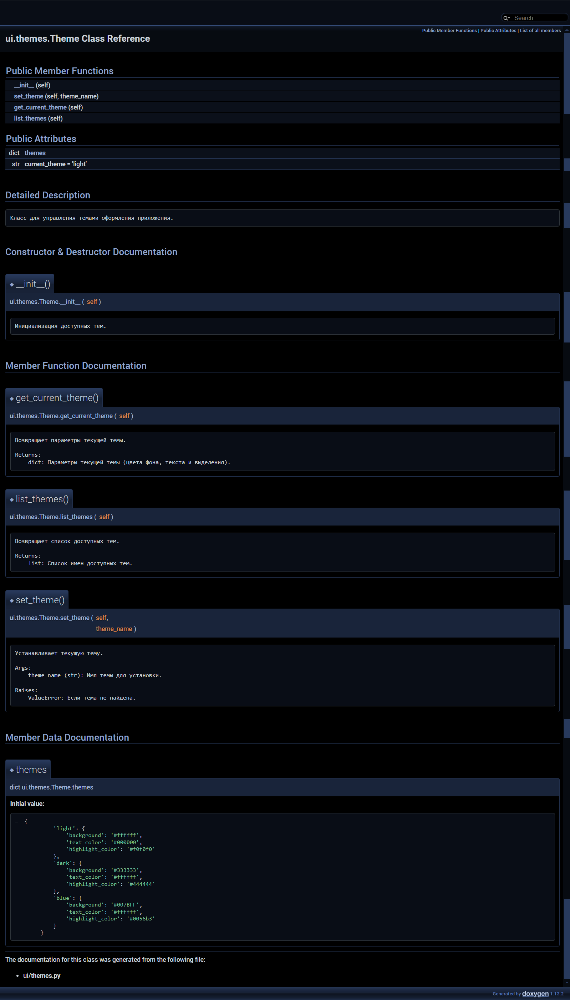 Search
Public Member Functions | Public Attributes | List of all members
ui.themes.Theme Class Reference
Public Member Functions
__init__ (self)
set_theme (self, theme_name)
get_current_theme (self)
list_themes (self)
Public Attributes
dict themes
str current_theme = 'light'
Detailed Description
Класс для управления темами оформления приложения.
Constructor & Destructor Documentation
◆ __init__()
ui.themes.Theme.__init__ ( self )
Инициализация доступных тем.
Member Function Documentation
◆ get_current_theme()
ui.themes.Theme.get_current_theme ( self )
Возвращает параметры текущей темы.
Returns:
    dict: Параметры текущей темы (цвета фона, текста и выделения).
◆ list_themes()
ui.themes.Theme.list_themes ( self )
Возвращает список доступных тем.
Returns:
    list: Список имен доступных тем.
◆ set_theme()
ui.themes.Theme.set_theme ( self,
theme_name )
Устанавливает текущую тему.
Args:
    theme_name (str): Имя темы для установки.
Raises:
    ValueError: Если тема не найдена.
Member Data Documentation
◆ themes
dict ui.themes.Theme.themes
Initial value:
=  {
            'light': {
                'background': '#ffffff',
                'text_color': '#000000',
                'highlight_color': '#f0f0f0'
            },
            'dark': {
                'background': '#333333',
                'text_color': '#ffffff',
                'highlight_color': '#444444'
            },
            'blue': {
                'background': '#007BFF',
                'text_color': '#ffffff',
                'highlight_color': '#0056b3'
            }
        }
The documentation for this class was generated from the following file:
• ui/themes.py
Generated by doxygen 1.13.2